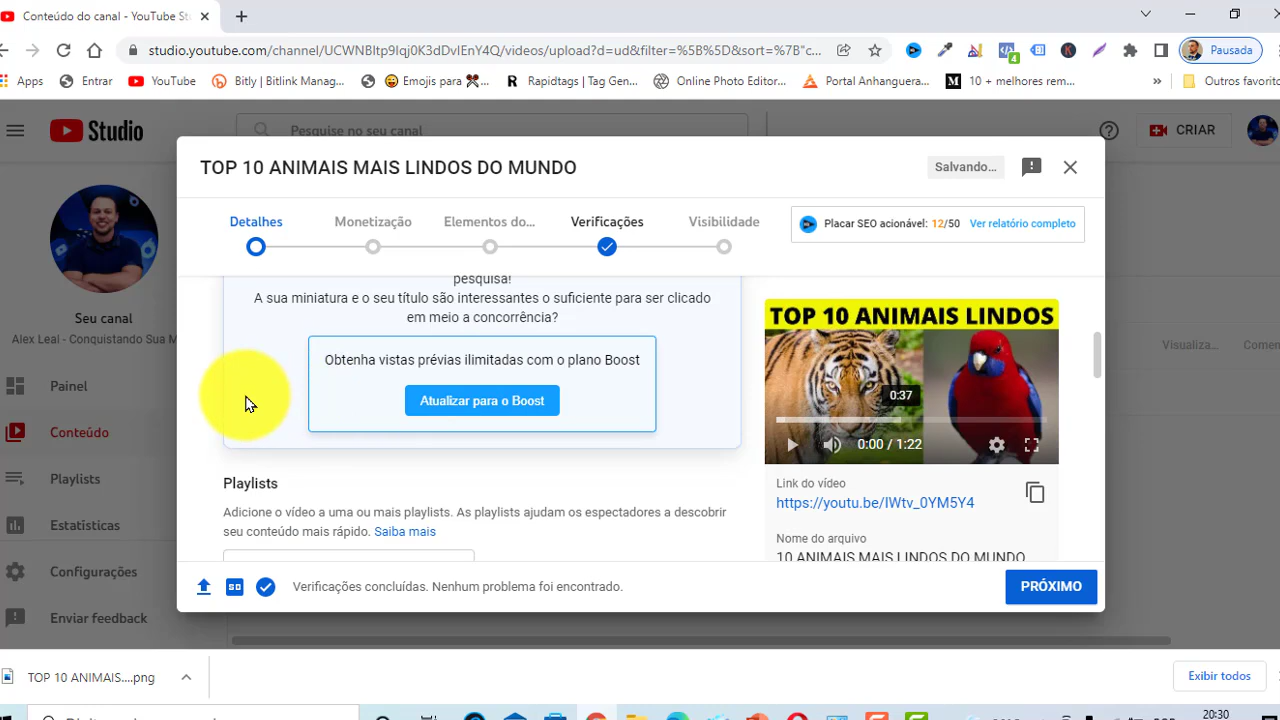 Conteúdo do canal - YouTube St
studio.youtube.com/channel/UCWNBltp9Iqj0K3dDvIEnY4Q/videos/upload?d=ud&filter=%5B%5D&sort=%7B"c...
Pausada
Apps
Entrar
YouTube
Bitly | Bitlink Manag...
Emojis para
Rapidtags | Tag Gen...
Online Photo Editor...
Portal Anhanguera...
10 + melhores rem...
»
Outros favorito
Studio
Pesquise no seu canal
CRIAR
TOP 10 ANIMAIS MAIS LINDOS DO MUNDO
Salvando...
Detalhes
Monetização
Elementos do...
Verificações
Visibilidade
Placar SEO acionável: 12/50
Ver relatório completo
Seu canal
Alex Leal - Conquistando Sua M
Painel
Conteúdo
Playlists
Estatísticas
Configurações
Enviar feedback
pesquisa!
A sua miniatura e o seu título são interessantes o suficiente para ser clicado
em meio a concorrência?
Obtenha vistas prévias ilimitadas com o plano Boost
Atualizar para o Boost
Playlists
Adicione o vídeo a uma ou mais playlists. As playlists ajudam os espectadores a descobrir
seu conteúdo mais rápido. Saiba mais
TOP 10 ANIMAIS LINDOS
0:37
0:00 / 1:22
Link do vídeo
https://youtu.be/IWtv_0YM5Y4
Nome do arquivo
10 ANIMAIS MAIS LINDOS DO MUNDO
Visualiza...
Comen
SD
Verificações concluídas. Nenhum problema foi encontrado.
PRÓXIMO
TOP 10 ANIMAIS....png
Exibir todos
20:30